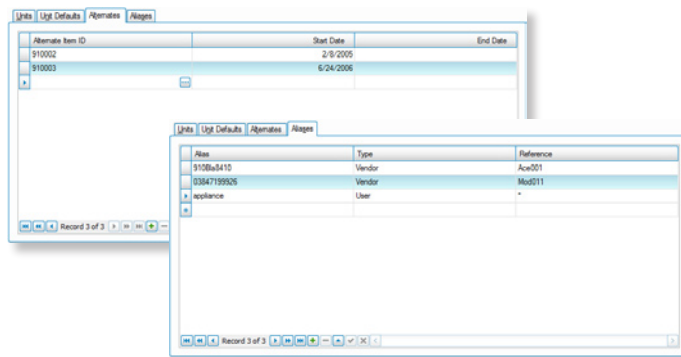 Units Unit Defaults Alternates Aliases
Alternate Item ID Start Date End Date
910002 2/8/2005
910003 6/24/2006
Record 3 of 3
Units Unit Defaults Alternates Aliases
Alias Type Reference
910Bla8410 Vendor Ace001
03847199926 Vendor Mod011
appliance User *
Record 3 of 3